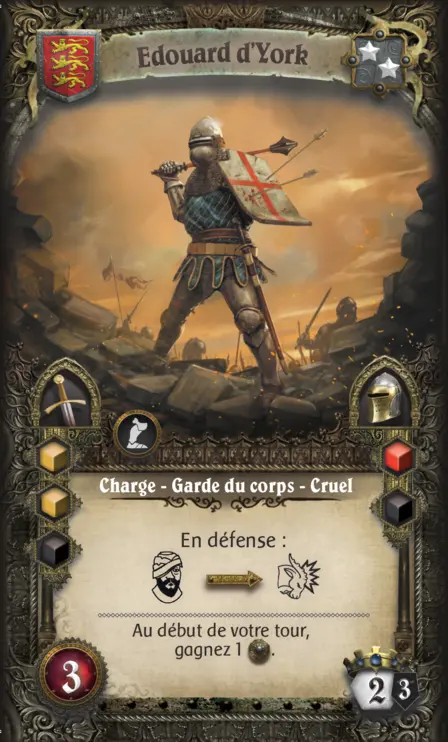 Edouard d'York
Charge - Garde du corps - Cruel
En défense :
Au début de votre tour,
gagnez 1 .
3
2 3